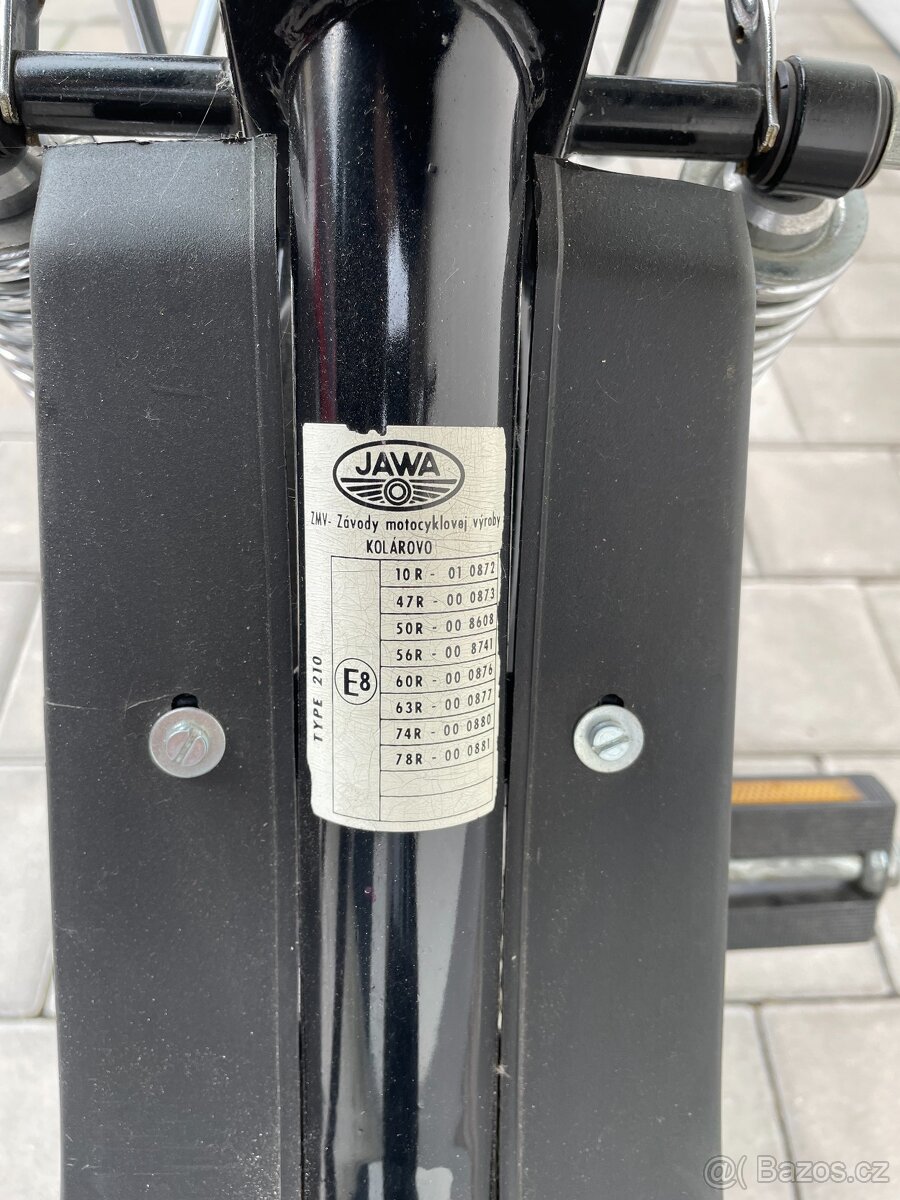 JAWA
ZMV- Závody motocyklovej výroby
KOLÁROVO
TYPE 210
E8
10R - 01 0872
47R - 00 0873
50R - 00 8608
56R - 00 8741
60R - 00 0876
63R - 00 0877
74R - 00 0880
78R - 00 0881
@( Bazos.cz